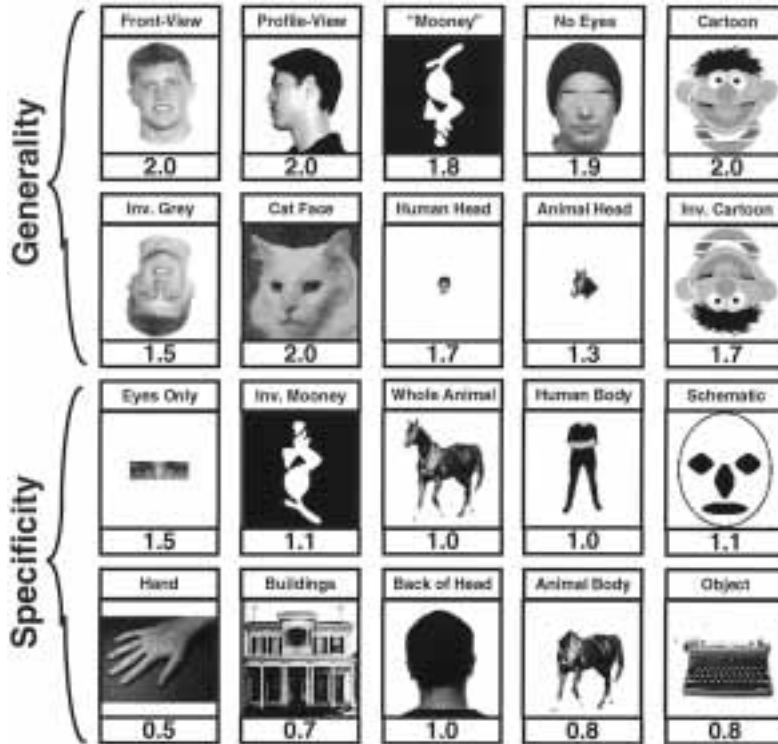 Generality
Front-View
Profile-View
"Mooney"
No Eyes
Cartoon
2.0
2.0
1.8
1.9
2.0
Inv. Grey
Cat Face
Human Head
Animal Head
Inv. Cartoon
1.5
2.0
1.7
1.3
1.7
Specificity
Eyes Only
Inv. Mooney
Whole Animal
Human Body
Schematic
1.5
1.1
1.0
1.0
1.1
Hand
Buildings
Back of Head
Animal Body
Object
0.5
0.7
1.0
0.8
0.8